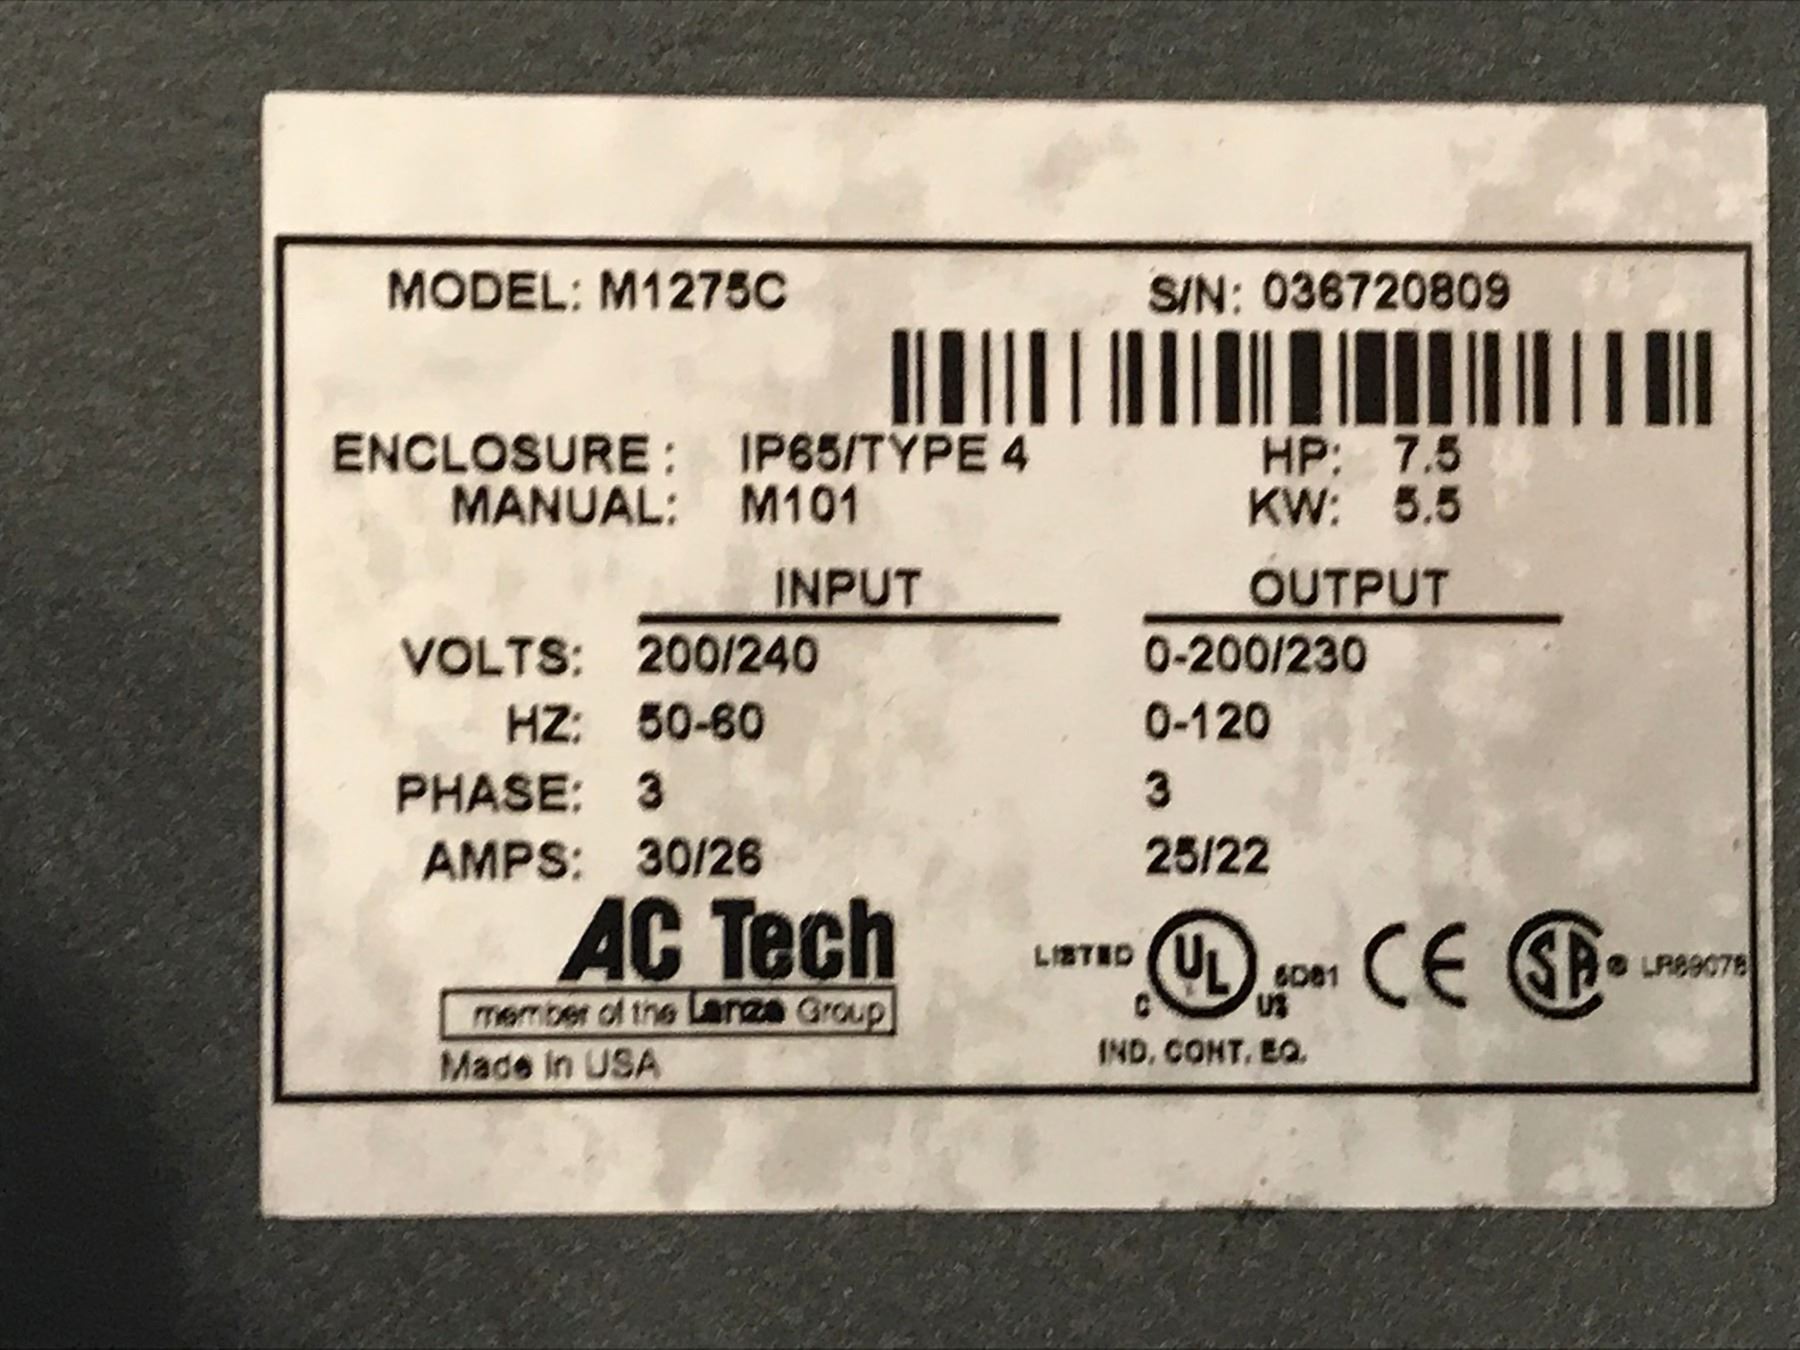 MODEL: M1275C S/N: 036720809
ENCLOSURE: IP65/TYPE 4 HP: 7.5
MANUAL: M101 KW: 5.5
INPUT OUTPUT
VOLTS: 200/240 0-200/230
HZ: 50-60 0-120
PHASE: 3 3
AMPS: 30/26 25/22
AC Tech
member of the Lenze Group
Made in USA
LISTED C UL US CE SA ®
IND. CONT. EQ.